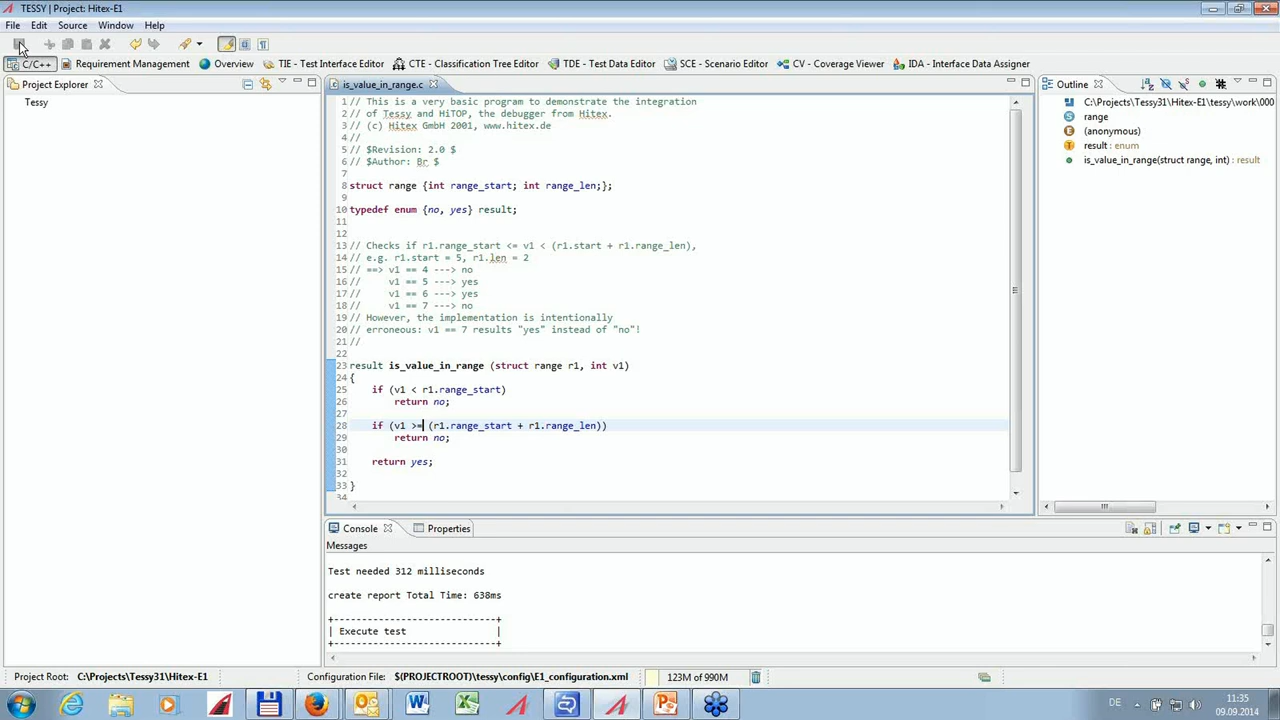 TESSY | Project: Hitex-E1
File Edit Source Window Help
C/C++ Requirement Management Overview TIE - Test Interface Editor CTE - Classification Tree Editor TDE - Test Data Editor SCE - Scenario Editor CV - Coverage Viewer IDA - Interface Data Assigner
Project Explorer
Tessy
is_value_in_range.c
1 // This is a very basic program to demonstrate the integration
2 // of Tessy and HiTOP, the debugger from Hitex.
3 // (c) Hitex GmbH 2001, www.hitex.de
4 //
5 // $Revision: 2.0 $
6 // $Author: Br $
7
8 struct range {int range_start; int range_len;};
9
10 typedef enum {no, yes} result;
11
12
13 // Checks if r1.range_start <= v1 < (r1.start + r1.range_len),
14 // e.g. r1.start = 5, r1.len = 2
15 // ==> v1 == 4 ---> no
16 // v1 == 5 ---> yes
17 // v1 == 6 ---> yes
18 // v1 == 7 ---> no
19 // However, the implementation is intentionally
20 // erroneous: v1 == 7 results "yes" instead of "no"!
21 //
22
23 result is_value_in_range (struct range r1, int v1)
24 {
25 if (v1 < r1.range_start)
26 return no;
27
28 if (v1 >= (r1.range_start + r1.range_len))
29 return no;
30
31 return yes;
32
33 }
34
Outline
C:\Projects\Tessy31\Hitex-E1\tessy\work\000
range
(anonymous)
result : enum
is_value_in_range(struct range, int) : result
Console Properties
Messages
Test needed 312 milliseconds
create report Total Time: 638ms
+---------------------------+
| Execute test |
+---------------------------+
Project Root: C:\Projects\Tessy31\Hitex-E1 Configuration File: $(PROJECTROOT)\tessy\config\E1_configuration.xml 123M of 990M
DE 11:35
09.09.2014